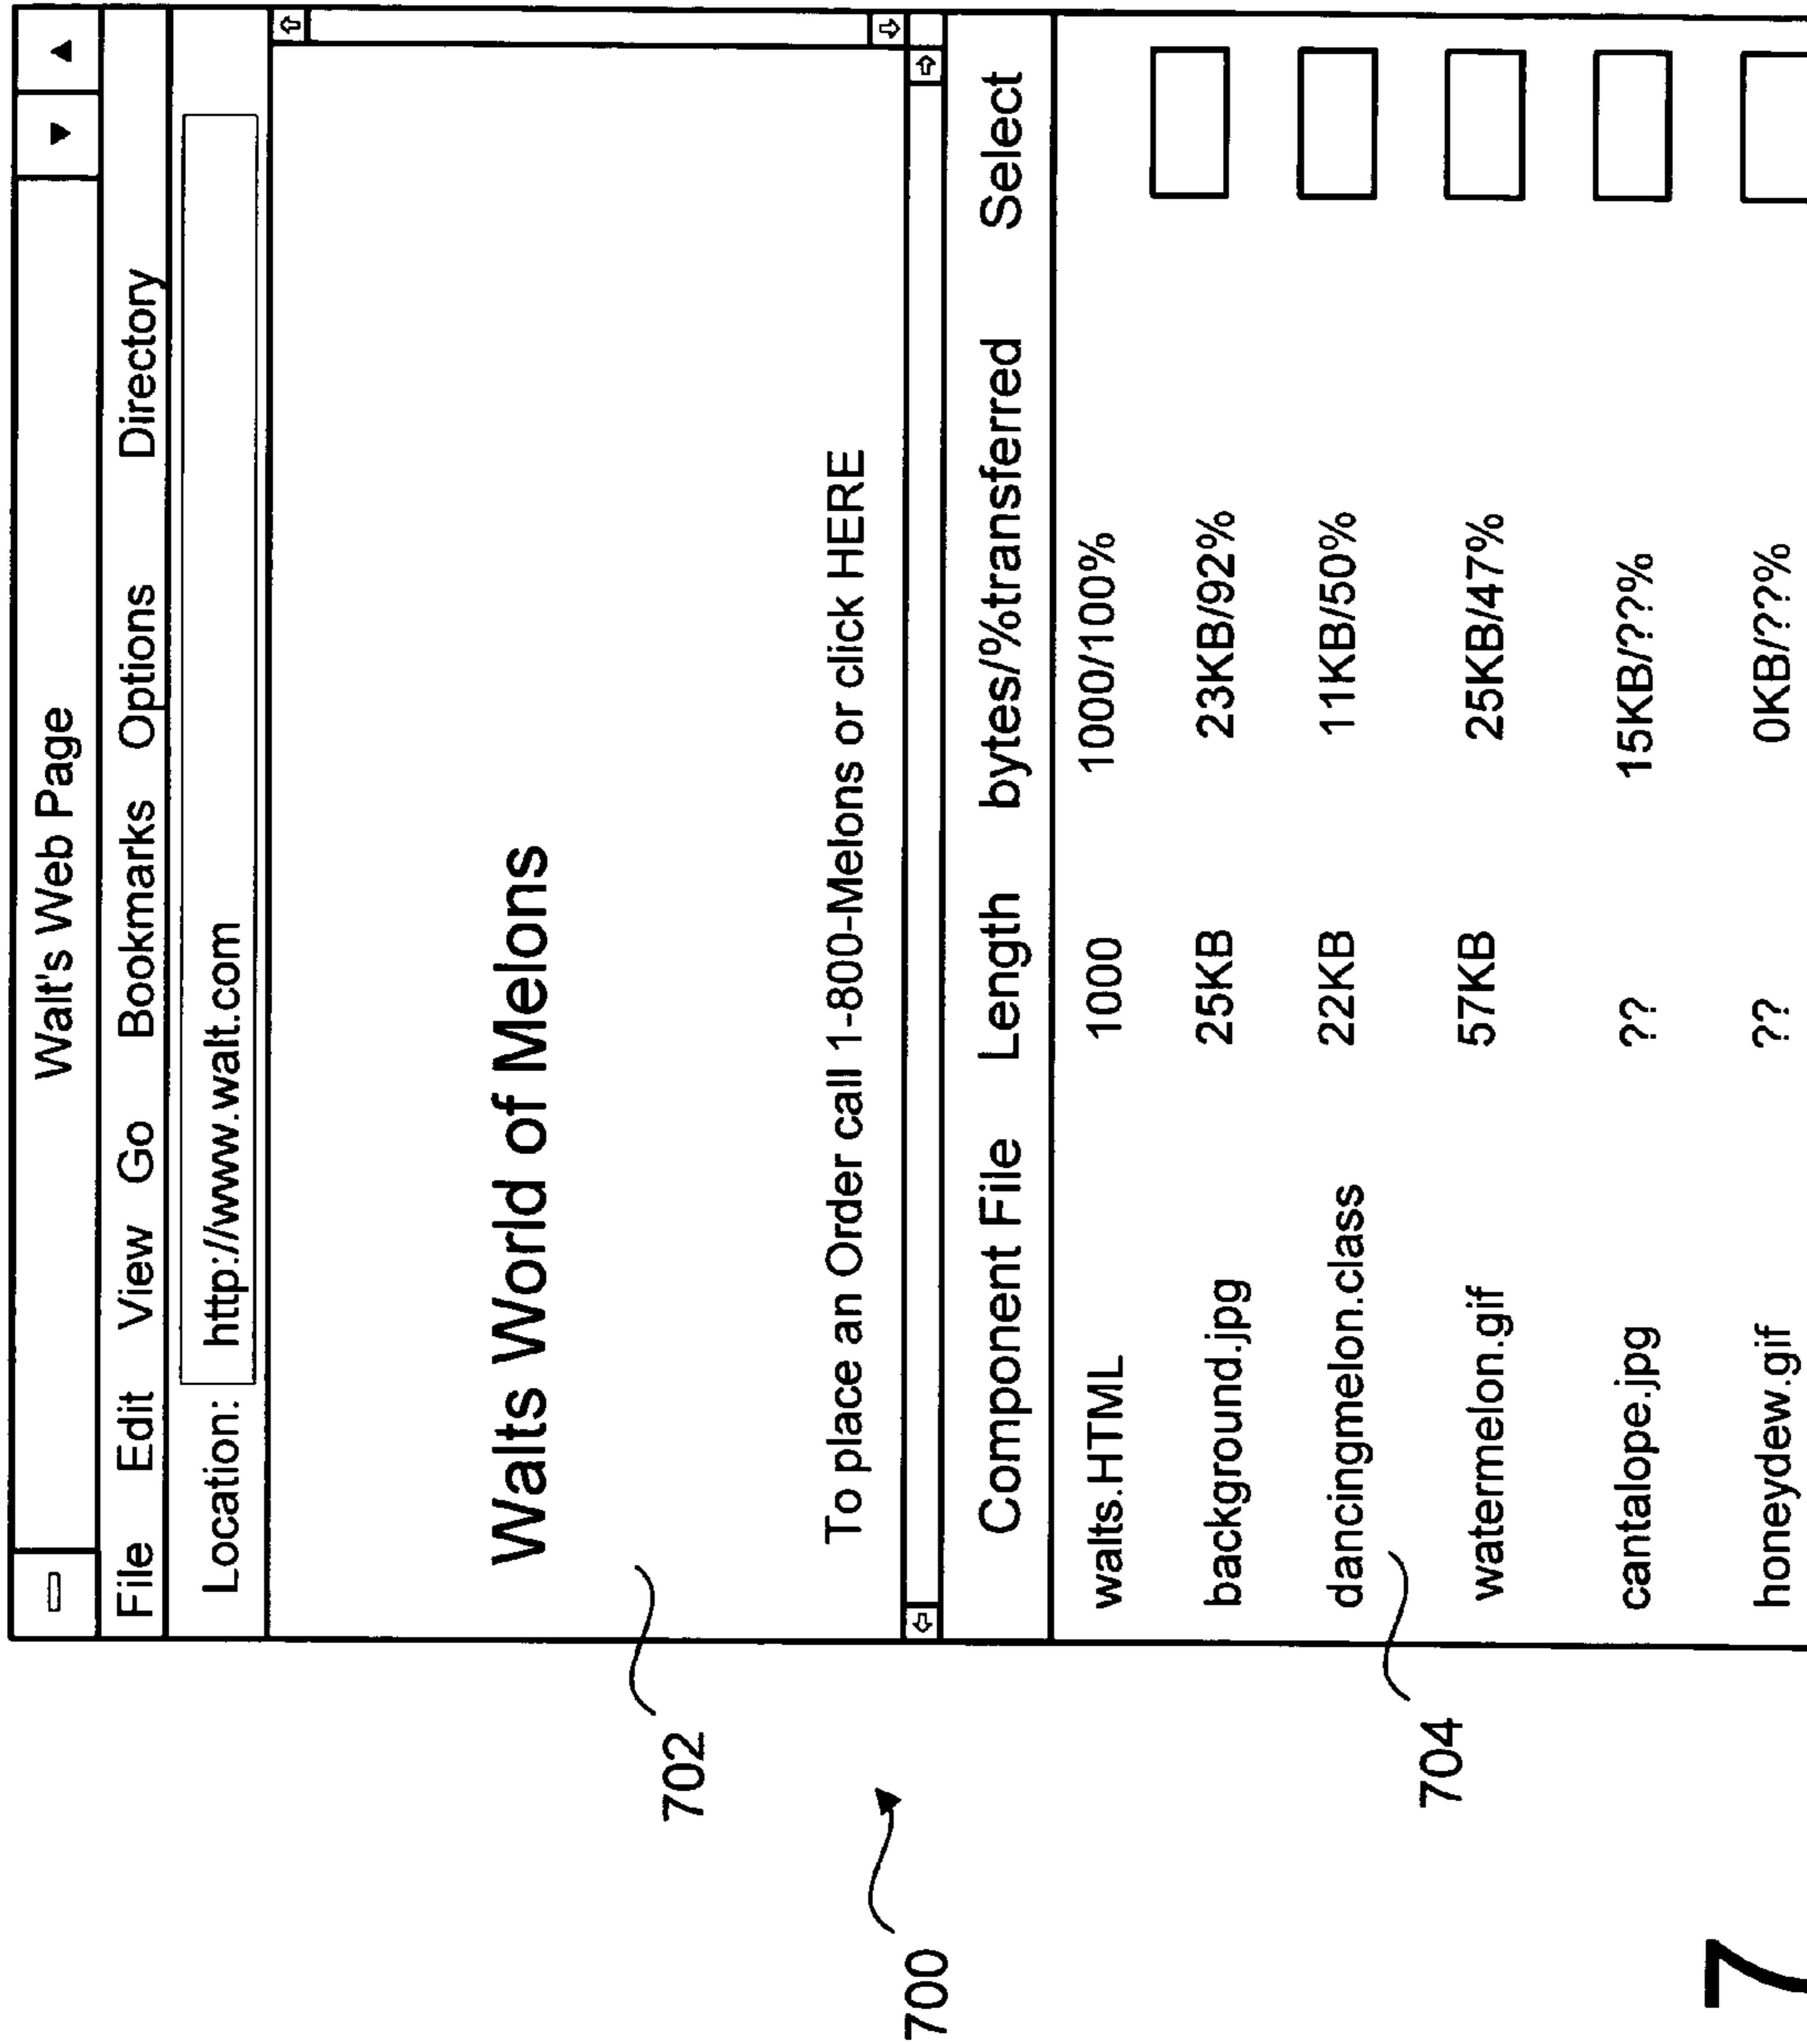 Walt's Web Page
File Edit View Go Bookmarks Options Directory
Location: http://www.walt.com
Walts World of Melons
To place an Order call 1-800-Melons or click HERE
Component File Length bytes/%transferred Select
walts.HTML 1000 1000/100%
background.jpg 25KB 23KB/92%
dancingmelon.class 22KB 11KB/50%
watermelon.gif 57KB 25KB/47%
cantalope.jpg ?? 15KB/??%
honeydew.gif ?? 0KB/??%
702
700
704
7